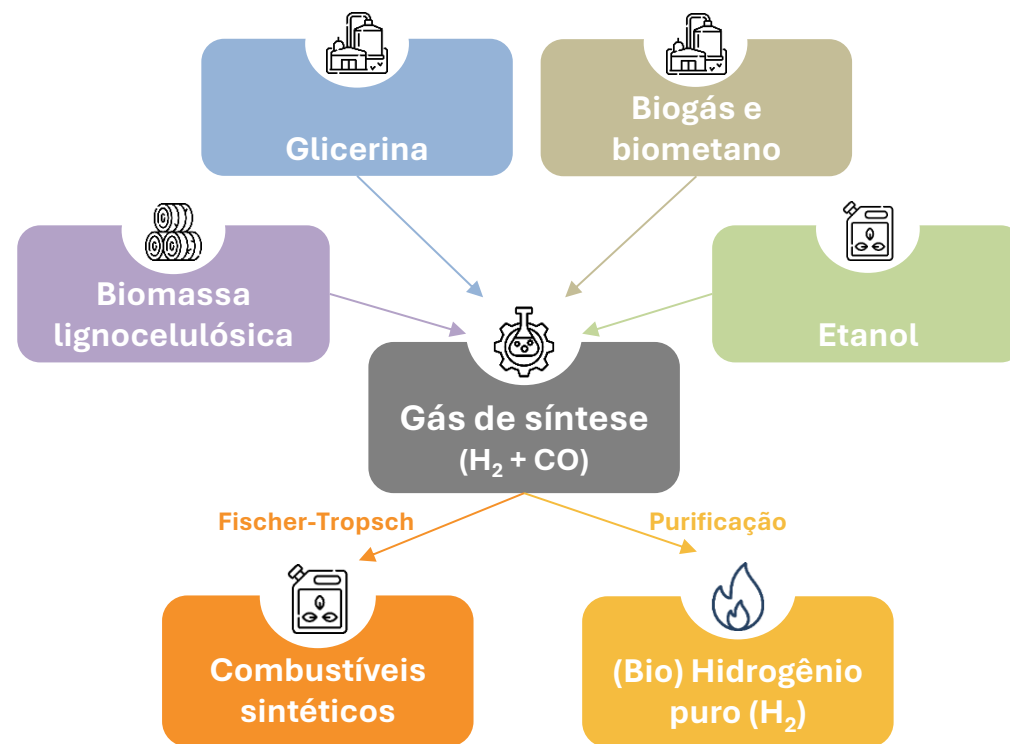 Glicerina
Biogás e
biometano
Biomassa
lignocelulósica
Etanol
Gás de síntese
(H₂ + CO)
Fischer-Tropsch
Purificação
Combustíveis
sintéticos
(Bio) Hidrogênio
puro (H₂)